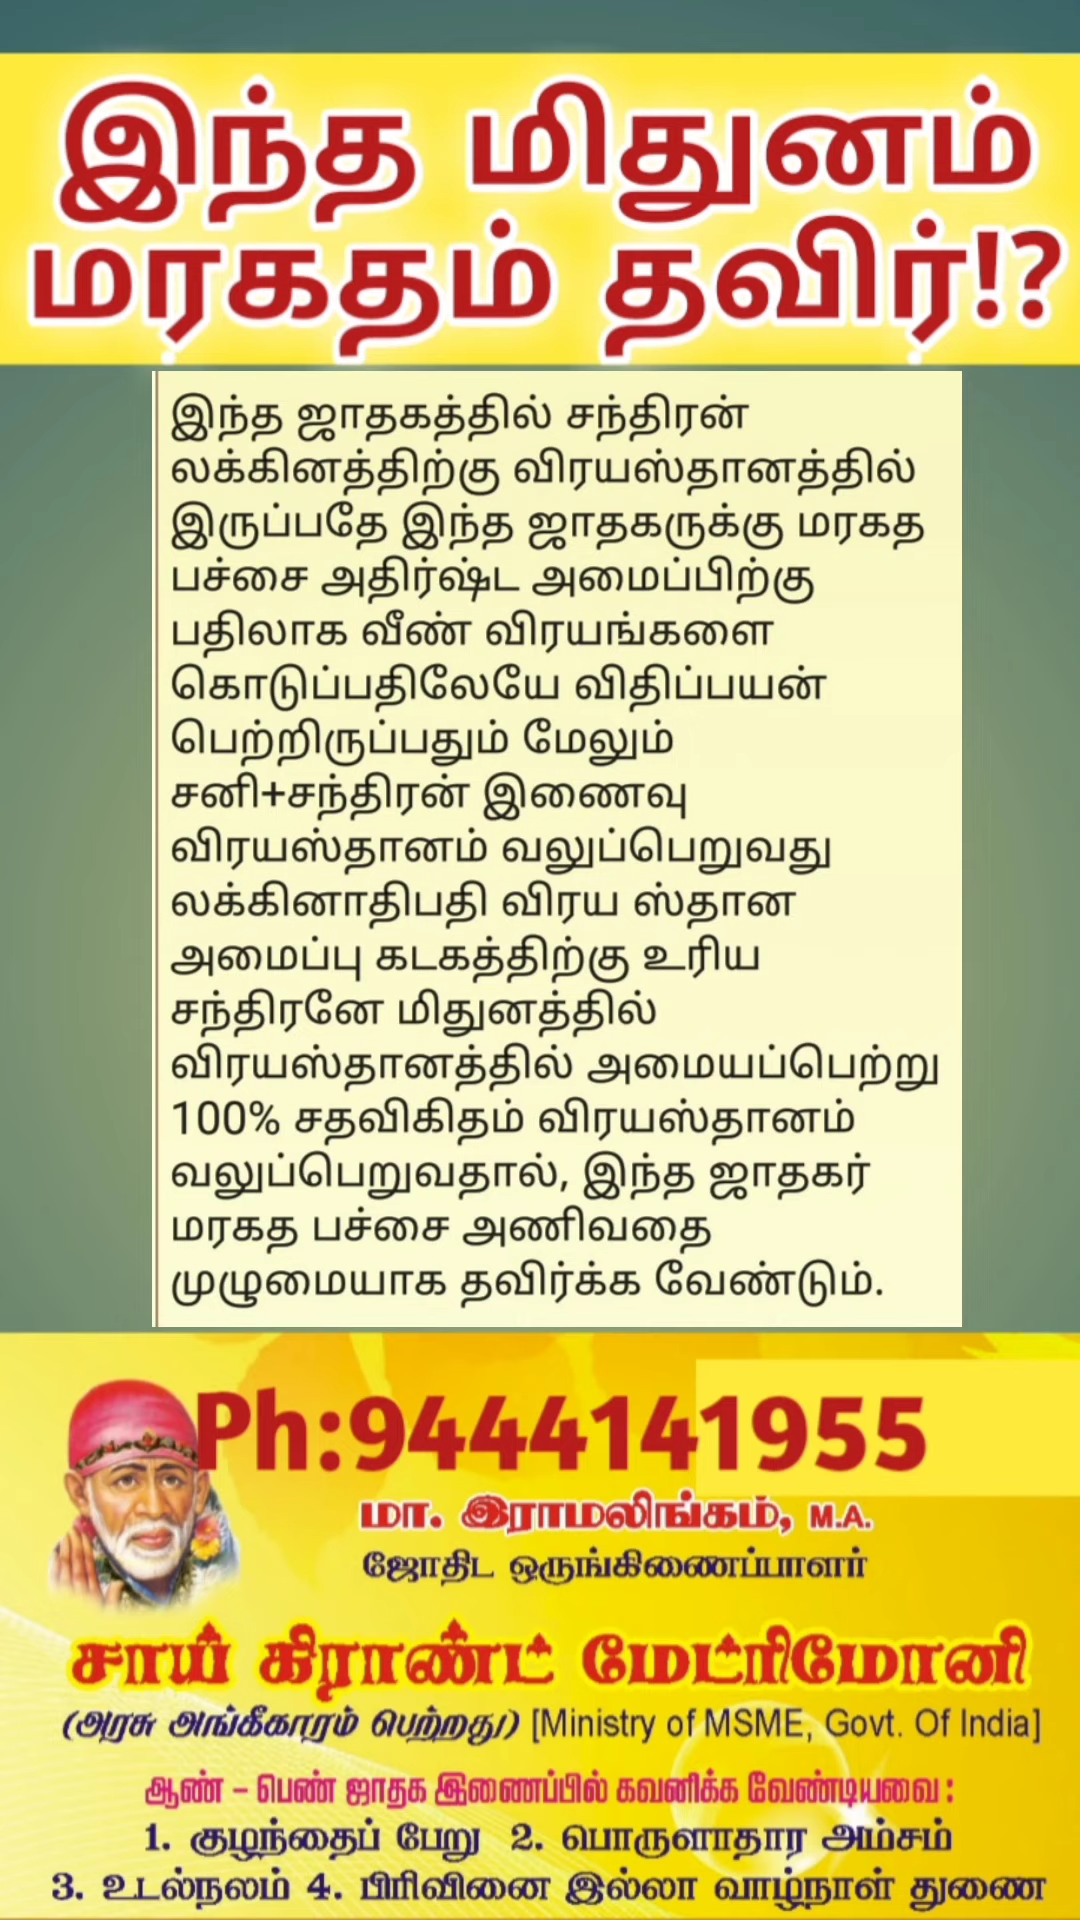 இந்த மிதுனம்
மரகதம் தவிர்!?
இந்த ஜாதகத்தில் சந்திரன்
லக்கினத்திற்கு விரயஸ்தானத்தில்
இருப்பதே இந்த ஜாதகருக்கு மரகத
பச்சை அதிர்ஷ்ட அமைப்பிற்கு
பதிலாக வீண் விரயங்களை
கொடுப்பதிலேயே விதிப்பயன்
பெற்றிருப்பதும் மேலும்
சனி+சந்திரன் இணைவு
விரயஸ்தானம் வலுப்பெறுவது
லக்கினாதிபதி விரய ஸ்தான
அமைப்பு கடகத்திற்கு உரிய
சந்திரனே மிதுனத்தில்
விரயஸ்தானத்தில் அமையப்பெற்று
100% சதவிகிதம் விரயஸ்தானம்
வலுப்பெறுவதால், இந்த ஜாதகர்
மரகத பச்சை அணிவதை
முழுமையாக தவிர்க்க வேண்டும்.
Ph:9444141955
மா. இராமலிங்கம், M.A.
ஜோதிட ஒருங்கிணைப்பாளர்
சாய் கிராண்ட் மேட்ரிமோனி
(அரசு அங்கீகாரம் பெற்றது) [Ministry of MSME, Govt. Of India]
ஆண் – பெண் ஜாதக இணைப்பில் கவனிக்க வேண்டியவை :
1. குழந்தைப் பேறு 2. பொருளாதார அம்சம்
3. உடல்நலம் 4. பிரிவினை இல்லா வாழ்நாள் துணை